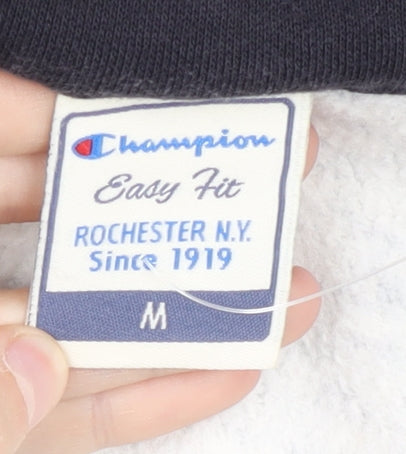 Champion
Easy Fit
ROCHESTER N.Y.
Since 1919
M